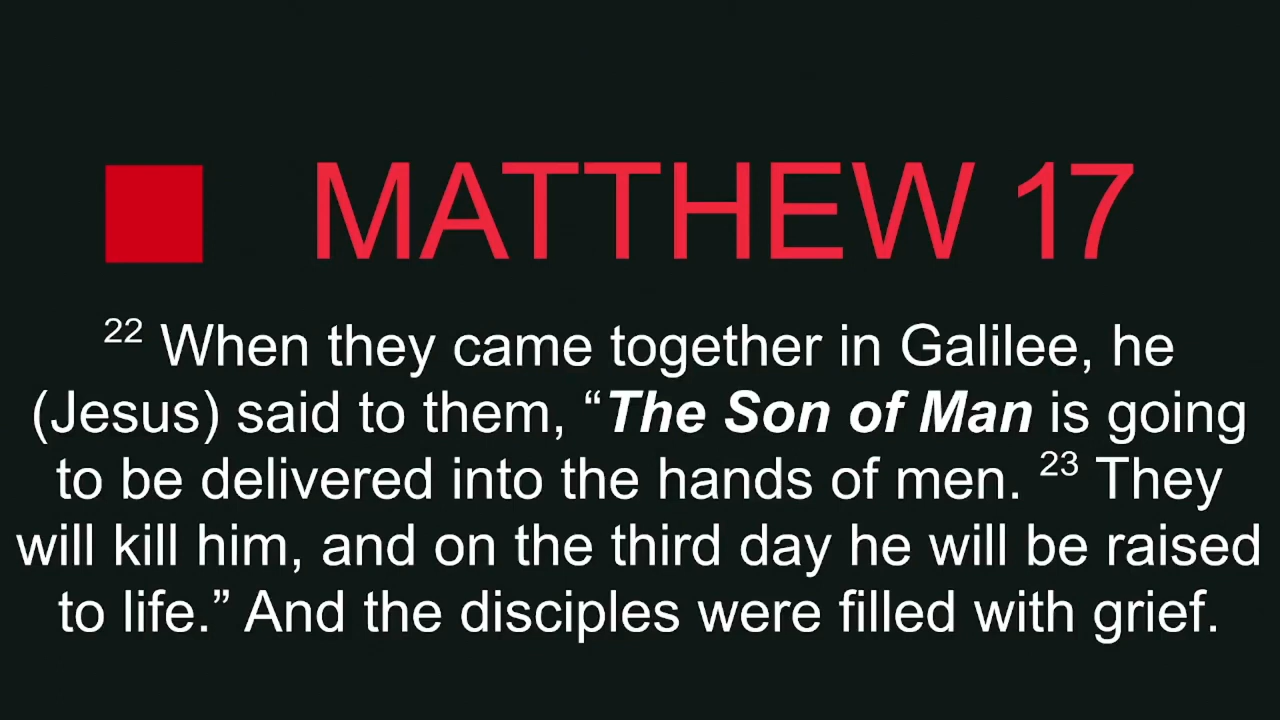 MATTHEW 17
22 When they came together in Galilee, he
(Jesus) said to them, “The Son of Man is going
to be delivered into the hands of men. 23 They
will kill him, and on the third day he will be raised
to life.” And the disciples were filled with grief.